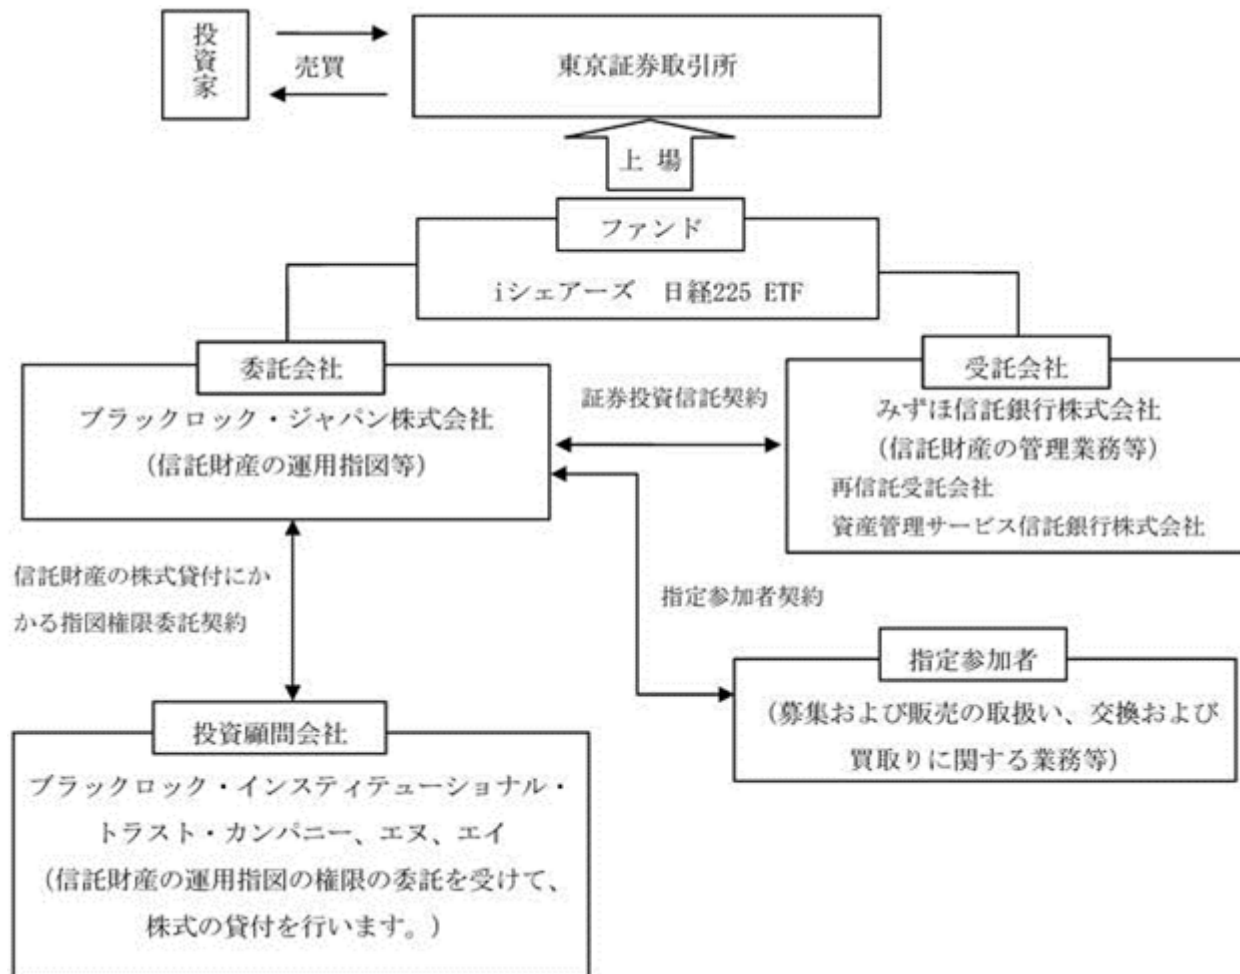 投資家
売買
東京証券取引所
上 場
ファンド
iシェアーズ 日経225 ETF
委託会社
ブラックロック・ジャパン株式会社
(信託財産の運用指図等)
証券投資信託契約
受託会社
みずほ信託銀行株式会社
(信託財産の管理業務等)
再信託受託会社
資産管理サービス信託銀行株式会社
信託財産の株式貸付にか
かる指図権限委託契約
指定参加者契約
指定参加者
(募集および販売の取扱い、交換および
買取りに関する業務等)
投資顧問会社
ブラックロック・インスティテューショナル・
トラスト・カンパニー、エヌ、エイ
(信託財産の運用指図の権限の委託を受けて、
株式の貸付を行います。)